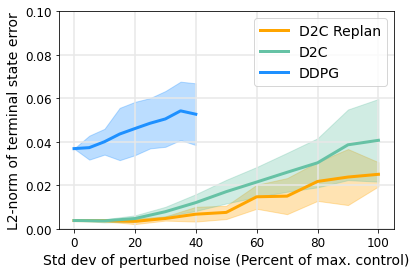 L2-norm of terminal state error
0.10
0.08
0.06
0.04
0.02
0.00
D2C Replan
D2C
DDPG
0 20 40 60 80 100
Std dev of perturbed noise (Percent of max. control)